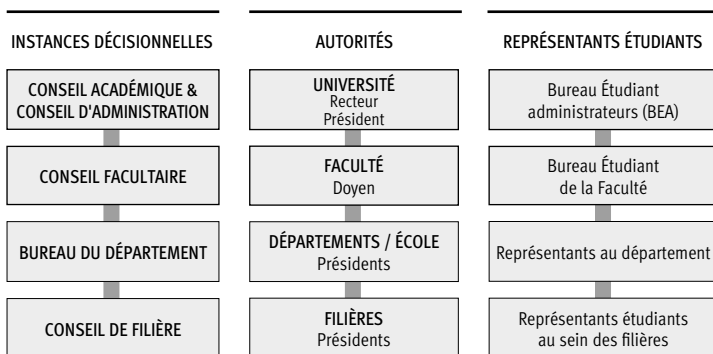 INSTANCES DÉCISIONNELLES
CONSEIL ACADÉMIQUE &
CONSEIL D'ADMINISTRATION
CONSEIL FACULTAIRE
BUREAU DU DÉPARTEMENT
CONSEIL DE FILIÈRE
AUTORITÉS
UNIVERSITÉ
Recteur
Président
FACULTÉ
Doyen
DÉPARTEMENTS / ÉCOLE
Présidents
FILIÈRES
Présidents
REPRÉSENTANTS ÉTUDIANTS
Bureau Étudiant
administrateurs (BEA)
Bureau Étudiant
de la Faculté
Représentants au département
Représentants étudiants
au sein des filières